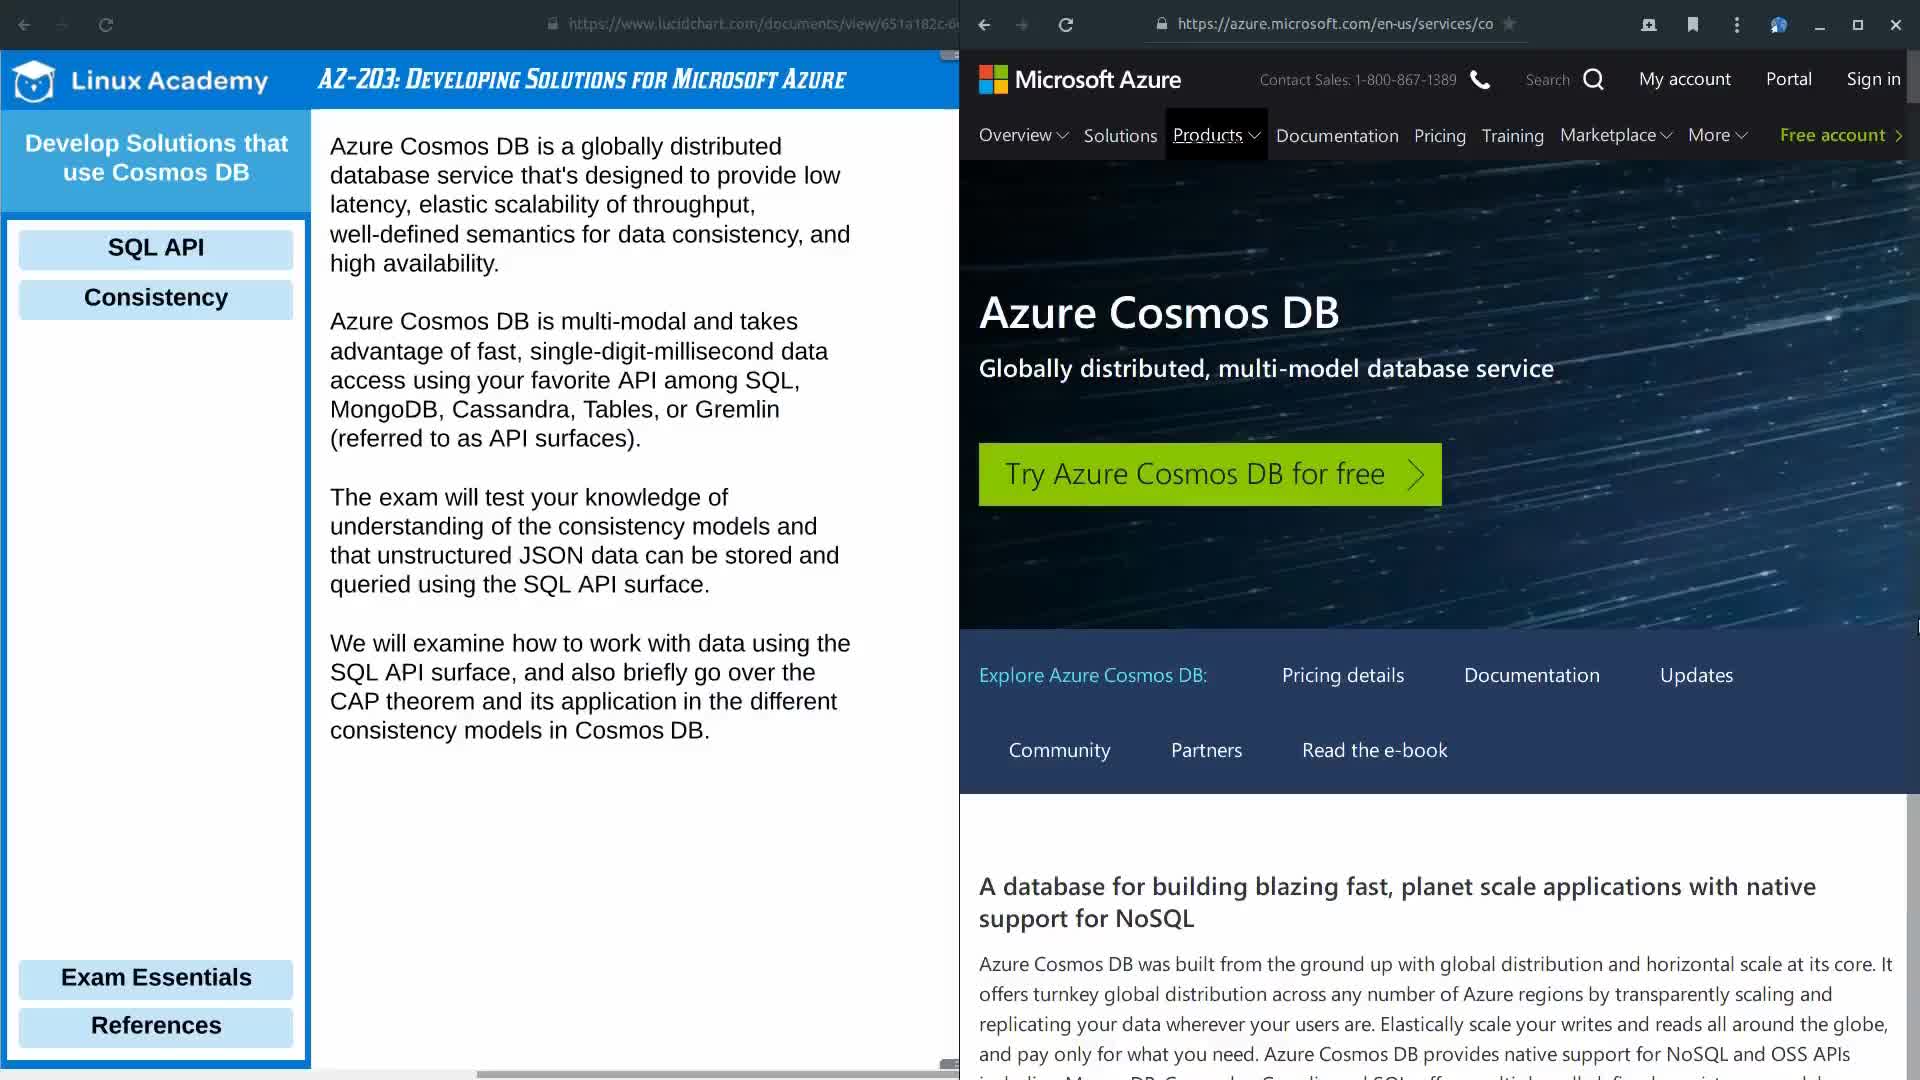 https://www.lucidchart.com/documents/view/651a182c-
Linux Academy
AZ-203: Developing Solutions for Microsoft Azure
Develop Solutions that
use Cosmos DB
SQL API
Consistency
Exam Essentials
References
Azure Cosmos DB is a globally distributed
database service that's designed to provide low
latency, elastic scalability of throughput,
well-defined semantics for data consistency, and
high availability.
Azure Cosmos DB is multi-modal and takes
advantage of fast, single-digit-millisecond data
access using your favorite API among SQL,
MongoDB, Cassandra, Tables, or Gremlin
(referred to as API surfaces).
The exam will test your knowledge of
understanding of the consistency models and
that unstructured JSON data can be stored and
queried using the SQL API surface.
We will examine how to work with data using the
SQL API surface, and also briefly go over the
CAP theorem and its application in the different
consistency models in Cosmos DB.
https://azure.microsoft.com/en-us/services/co
Microsoft Azure
Contact Sales: 1-800-867-1389
Search
My account
Portal
Sign in
Overview
Solutions
Products
Documentation
Pricing
Training
Marketplace
More
Free account
Azure Cosmos DB
Globally distributed, multi-model database service
Try Azure Cosmos DB for free
Explore Azure Cosmos DB:
Pricing details
Documentation
Updates
Community
Partners
Read the e-book
A database for building blazing fast, planet scale applications with native
support for NoSQL
Azure Cosmos DB was built from the ground up with global distribution and horizontal scale at its core. It
offers turnkey global distribution across any number of Azure regions by transparently scaling and
replicating your data wherever your users are. Elastically scale your writes and reads all around the globe,
and pay only for what you need. Azure Cosmos DB provides native support for NoSQL and OSS APIs